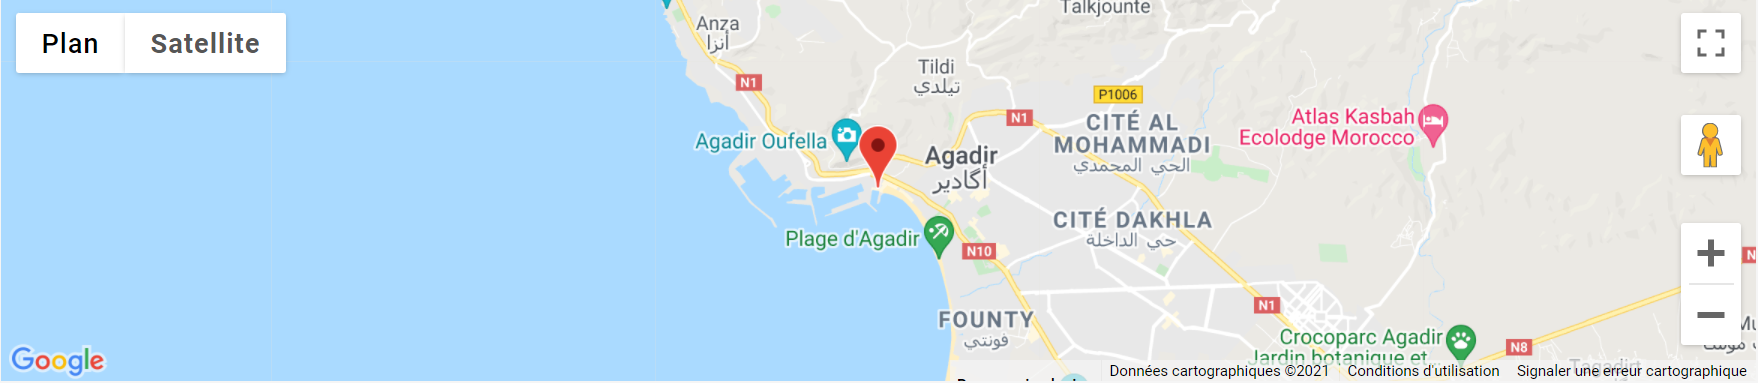 Plan
Satellite
Talkjounte
Anza
أنزا
Tildi
تيلدي
N1
P1006
N1
CITÉ AL
MOHAMMADI
الحي المحمدي
Atlas Kasbah
Ecolodge Morocco
Agadir Oufella
Agadir
أگادير
CITÉ DAKHLA
حي الداخلة
Plage d'Agadir
N10
N1
FOUNTY
فونتي
Crocoparc Agadir
Jardin botanique et...
N8
Google
Données cartographiques ©2021
Conditions d'utilisation
Signaler une erreur cartographique